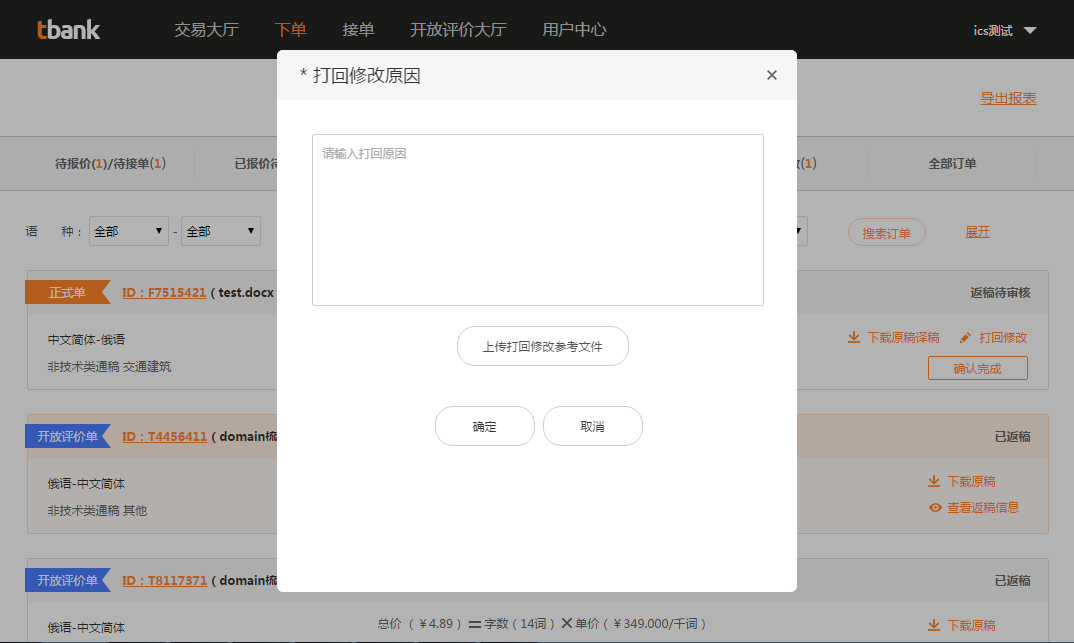 tbank 交易大厅 下单 接单 开放评价大厅 用户中心 ics测试
* 打回修改原因 ×
导出报表
请输入打回原因
待报价(1)/待接单(1) 已报价待 (1) 全部订单
语 种： 全部 - 全部 搜索订单 展开
正式单 ID：F7515421 ( test.docx 返稿待审核
中文简体-俄语 下载原稿译稿 打回修改
上传打回修改参考文件
非技术类通稿 交通建筑 确认完成
确定 取消
开放评价单 ID：T4456411 ( domain梳 已返稿
俄语-中文简体 下载原稿
非技术类通稿 其他 查看返稿信息
开放评价单 ID：T8117371 ( domain梳 已返稿
俄语-中文简体 总价（￥4.89）=字数（14词）×单价（￥349.000/千词） 下载原稿